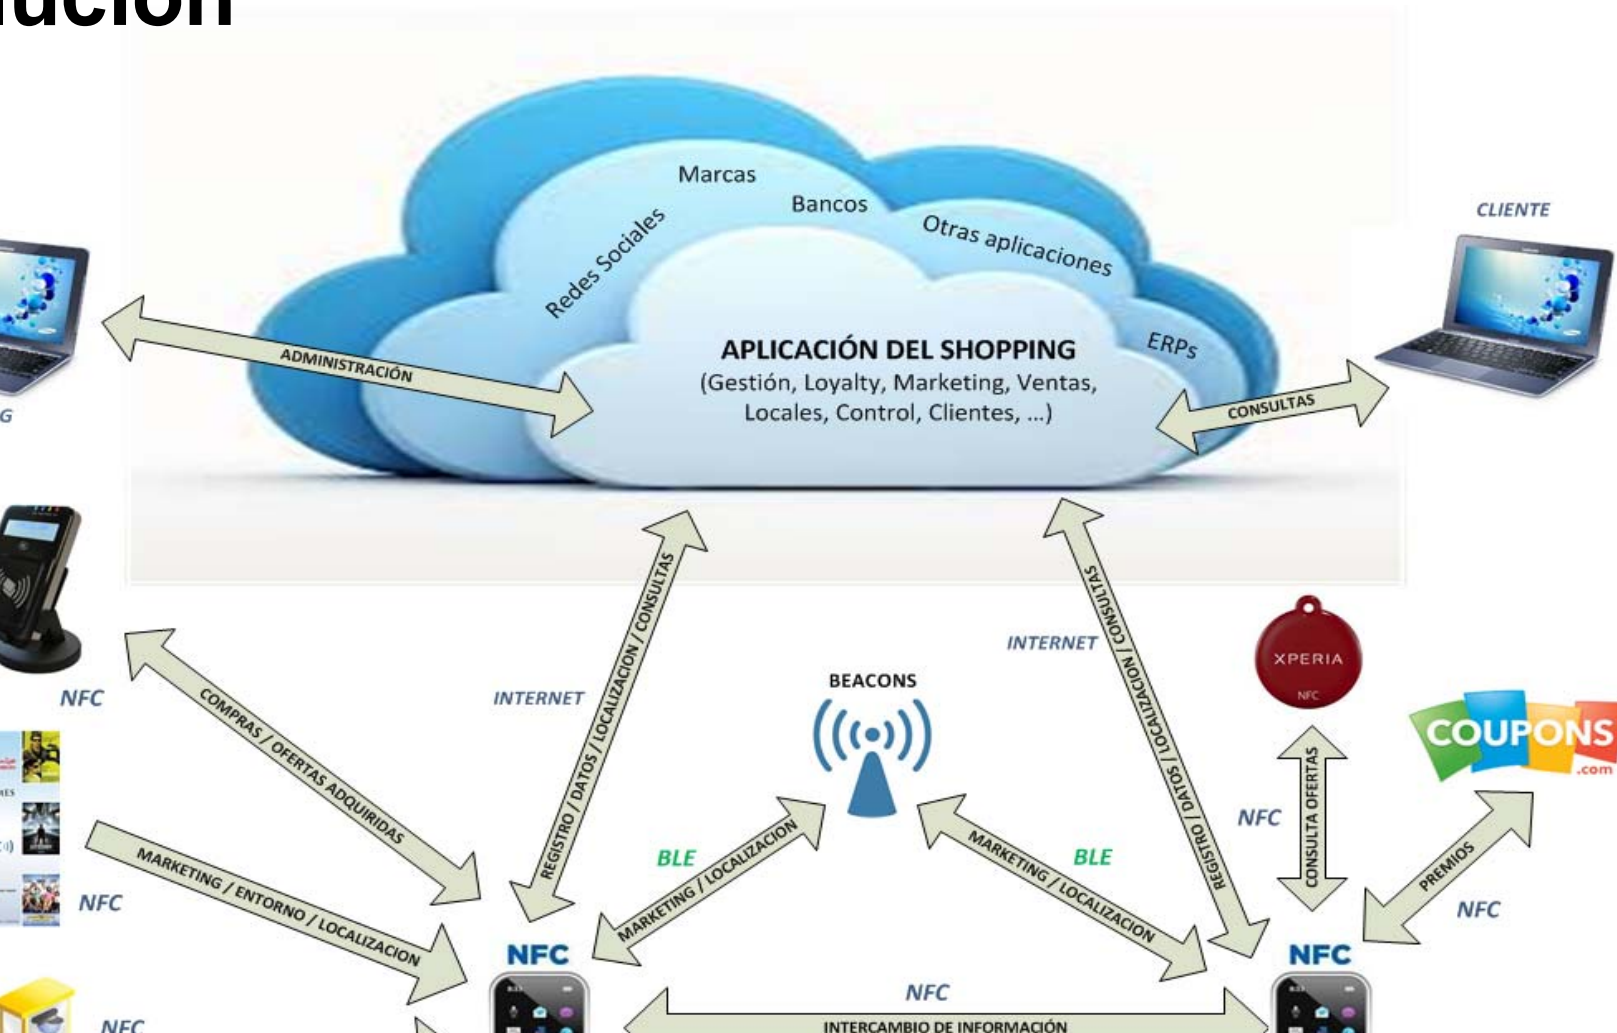 ución
Marcas
Bancos
Redes Sociales
Otras aplicaciones
ERPs
CLIENTE
APLICACIÓN DEL SHOPPING
(Gestión, Loyalty, Marketing, Ventas,
Locales, Control, Clientes, ...)
ADMINISTRACIÓN
CONSULTAS
G
NFC
COMPRAS / OFERTAS ADQUIRIDAS
INTERNET
REGISTRO / DATOS / LOCALIZACION / CONSULTAS
BEACONS
INTERNET
REGISTRO / DATOS / LOCALIZACION / CONSULTAS
XPERIA
NFC
COUPONS
.com
NFC
CONSULTA OFERTAS
PREMIOS
NFC
BLE
MARKETING / LOCALIZACION
BLE
MARKETING / LOCALIZACION
MARKETING / ENTORNO / LOCALIZACION
NFC
NFC
NFC
NFC
INTERCAMBIO DE INFORMACIÓN
NFC